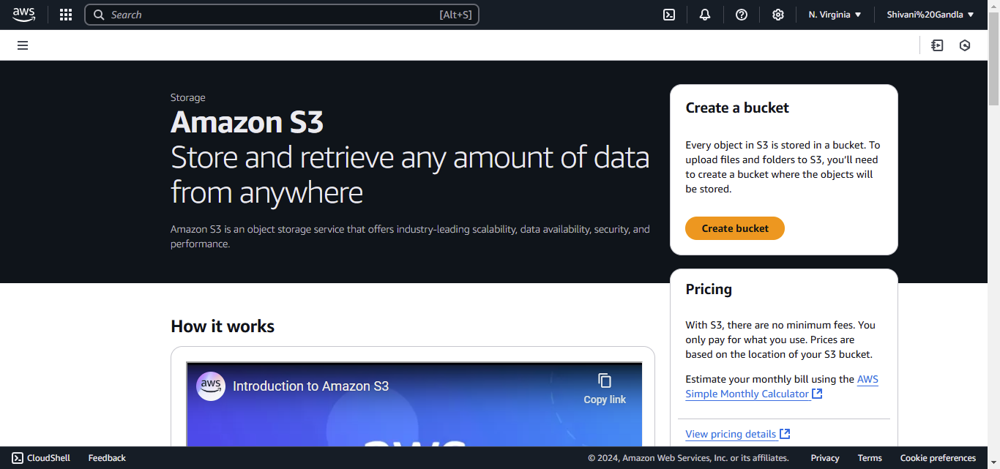 aws
Search [Alt+S]
N. Virginia
Shivani%20Gandla
Storage
Amazon S3
Store and retrieve any amount of data
from anywhere
Amazon S3 is an object storage service that offers industry-leading scalability, data availability, security, and
performance.
Create a bucket
Every object in S3 is stored in a bucket. To
upload files and folders to S3, you’ll need
to create a bucket where the objects will
be stored.
Create bucket
Pricing
With S3, there are no minimum fees. You
only pay for what you use. Prices are
based on the location of your S3 bucket.
Estimate your monthly bill using the AWS
Simple Monthly Calculator
View pricing details
How it works
aws
Introduction to Amazon S3
Copy link
aws
CloudShell
Feedback
© 2024, Amazon Web Services, Inc. or its affiliates.
Privacy
Terms
Cookie preferences